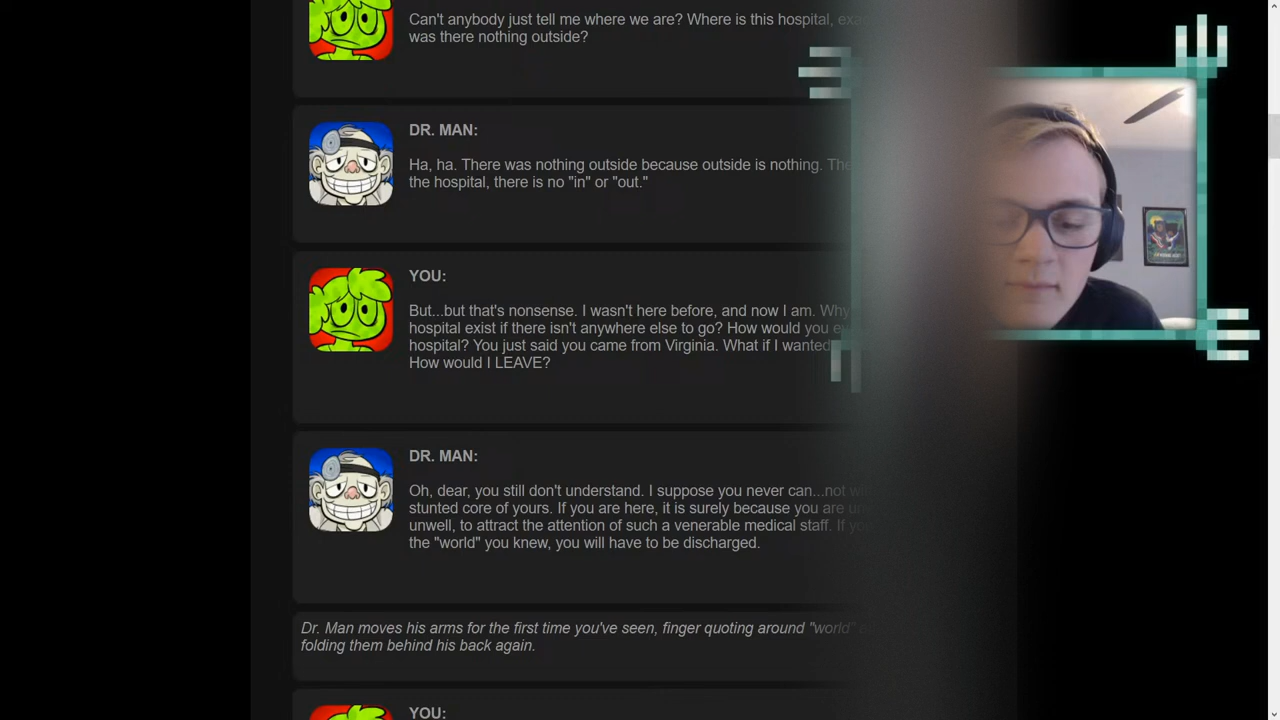 Can't anybody just tell me where we are? Where is this hospital,
was there nothing outside?
DR. MAN:
Ha, ha. There was nothing outside because outside is nothing.
the hospital, there is no "in" or "out."
YOU:
But...but that's nonsense. I wasn't here before, and now I am. Why
hospital exist if there isn't anywhere else to go? How would you
hospital? You just said you came from Virginia. What if I wanted
How would I LEAVE?
DR. MAN:
Oh, dear, you still don't understand. I suppose you never can...not
stunted core of yours. If you are here, it is surely because you are
unwell, to attract the attention of such a venerable medical staff. If
the "world" you knew, you will have to be discharged.
Dr. Man moves his arms for the first time you've seen, finger quoting around "world"
folding them behind his back again.
YOU: